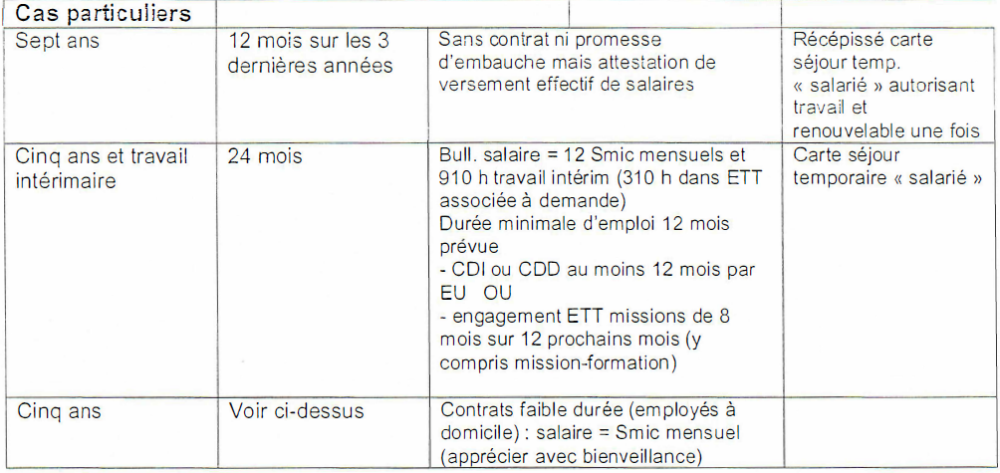 Cas particuliers
Sept ans
12 mois sur les 3
dernières années
Sans contrat ni promesse
d'embauche mais attestation de
versement effectif de salaires
Récépissé carte
séjour temp.
« salarié » autorisant
travail et
renouvelable une fois
Cinq ans et travail
intérimaire
24 mois
Bull. salaire = 12 Smic mensuels et
910 h travail intérim (310 h dans ETT
associée à demande)
Durée minimale d'emploi 12 mois
prévue
- CDI ou CDD au moins 12 mois par
EU OU
- engagement ETT missions de 8
mois sur 12 prochains mois (y
compris mission-formation)
Carte séjour
temporaire « salarié »
Cinq ans
Voir ci-dessus
Contrats faible durée (employés à
domicile) : salaire = Smic mensuel
(apprécier avec bienveillance)